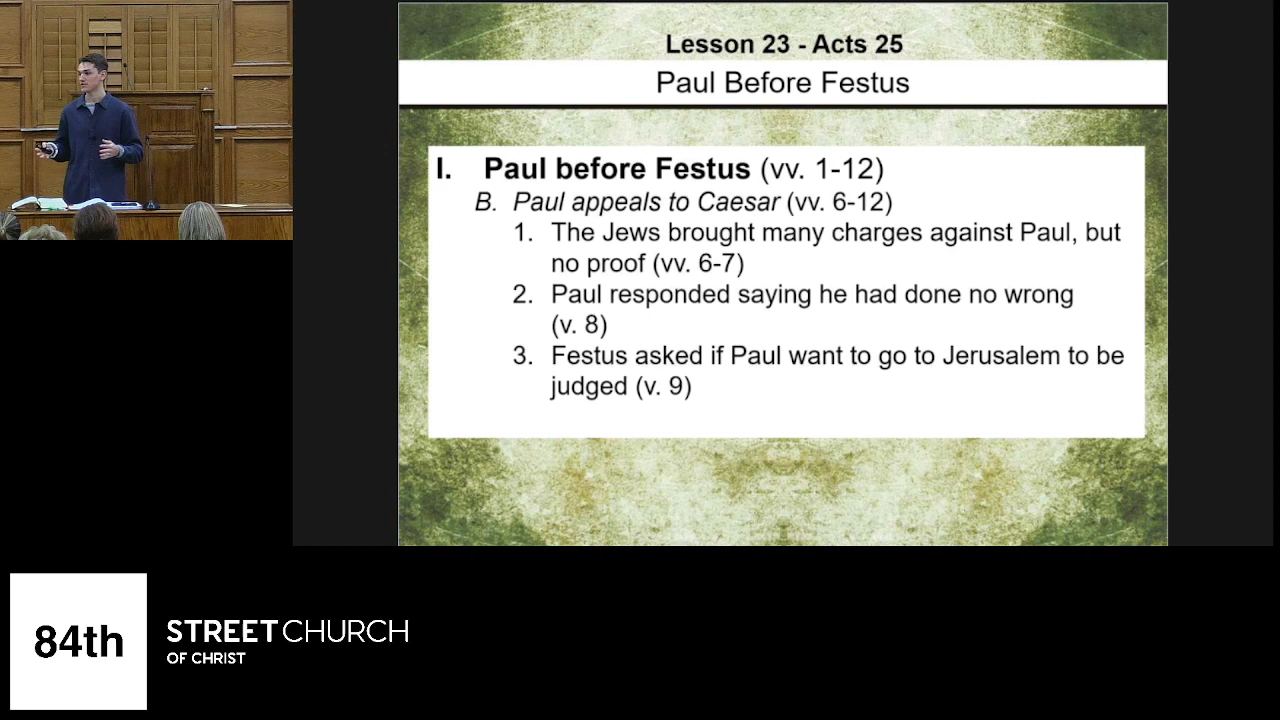 Lesson 23 - Acts 25
Paul Before Festus
I. Paul before Festus (vv. 1-12)
B. Paul appeals to Caesar (vv. 6-12)
1. The Jews brought many charges against Paul, but
no proof (vv. 6-7)
2. Paul responded saying he had done no wrong
(v. 8)
3. Festus asked if Paul want to go to Jerusalem to be
judged (v. 9)
84th
STREET CHURCH
OF CHRIST